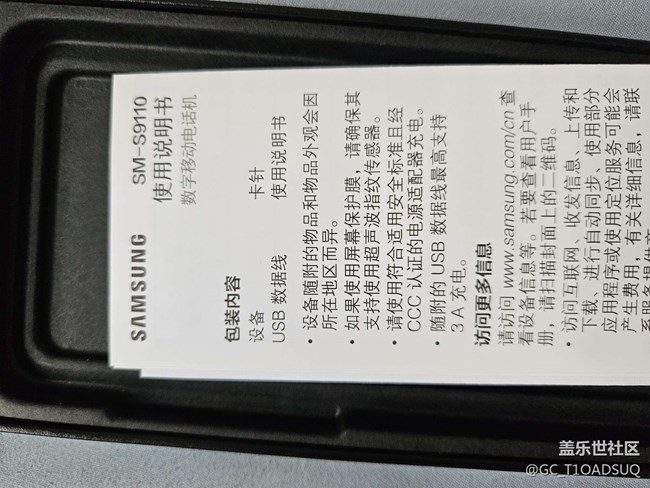 SAMSUNG
SM-S9110
使用说明书
数字移动电话机
包装内容
设备 卡针
USB 数据线 使用说明书
• 设备随附的物品和物品外观会因
所在地区而异。
• 如果使用屏幕保护膜，请确保其
支持使用超声波指纹传感器。
• 请使用符合适用安全标准且经
CCC 认证的电源适配器充电。
• 随附的 USB 数据线最高支持
3 A 充电。
访问更多信息
请访问 www.samsung.com/cn 查
看设备信息等。若要查看用户手
册，请扫描封面上的二维码。
• 访问互联网、收发信息、上传和
下载、进行自动同步、使用部分
应用程序或使用定位服务可能会
产生费用，有关详细信息，请联
盖乐世社区
@GC_T1OADSUQ